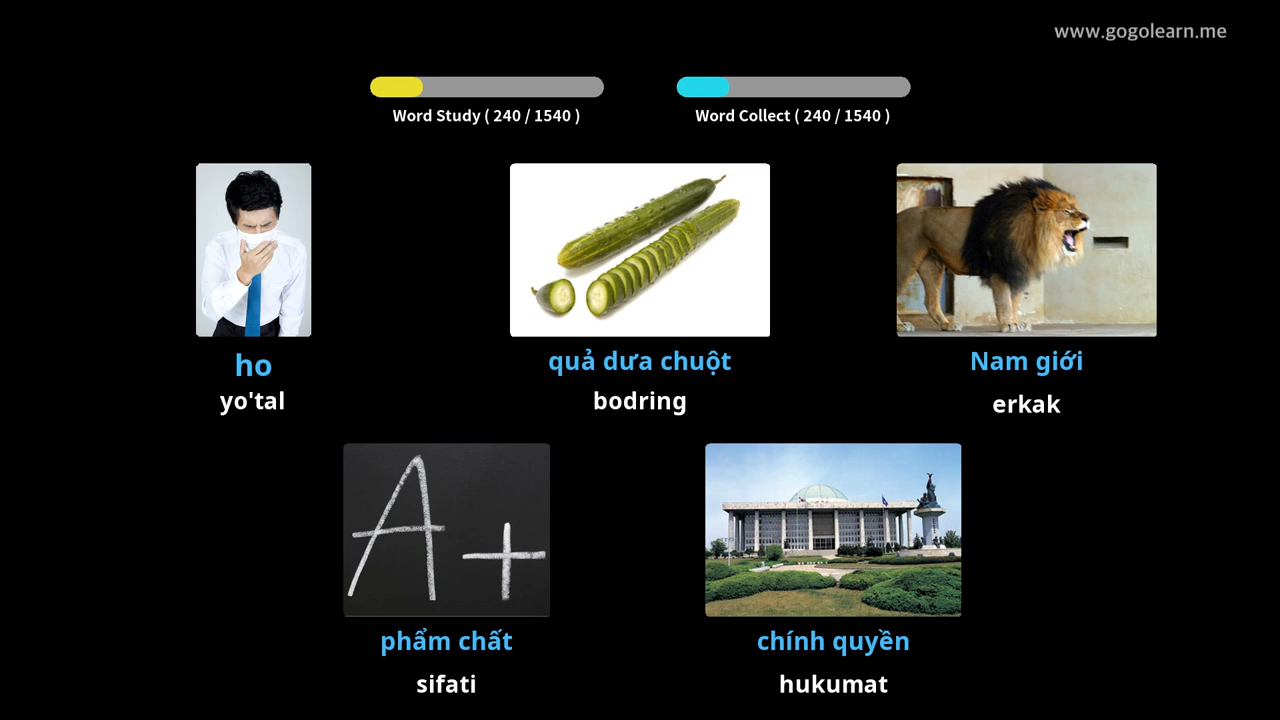 www.gogolearn.me
Word Study ( 240 / 1540 )
Word Collect ( 240 / 1540 )
ho
yo'tal
quả dưa chuột
bodring
Nam giới
erkak
A+
phẩm chất
sifati
chính quyền
hukumat